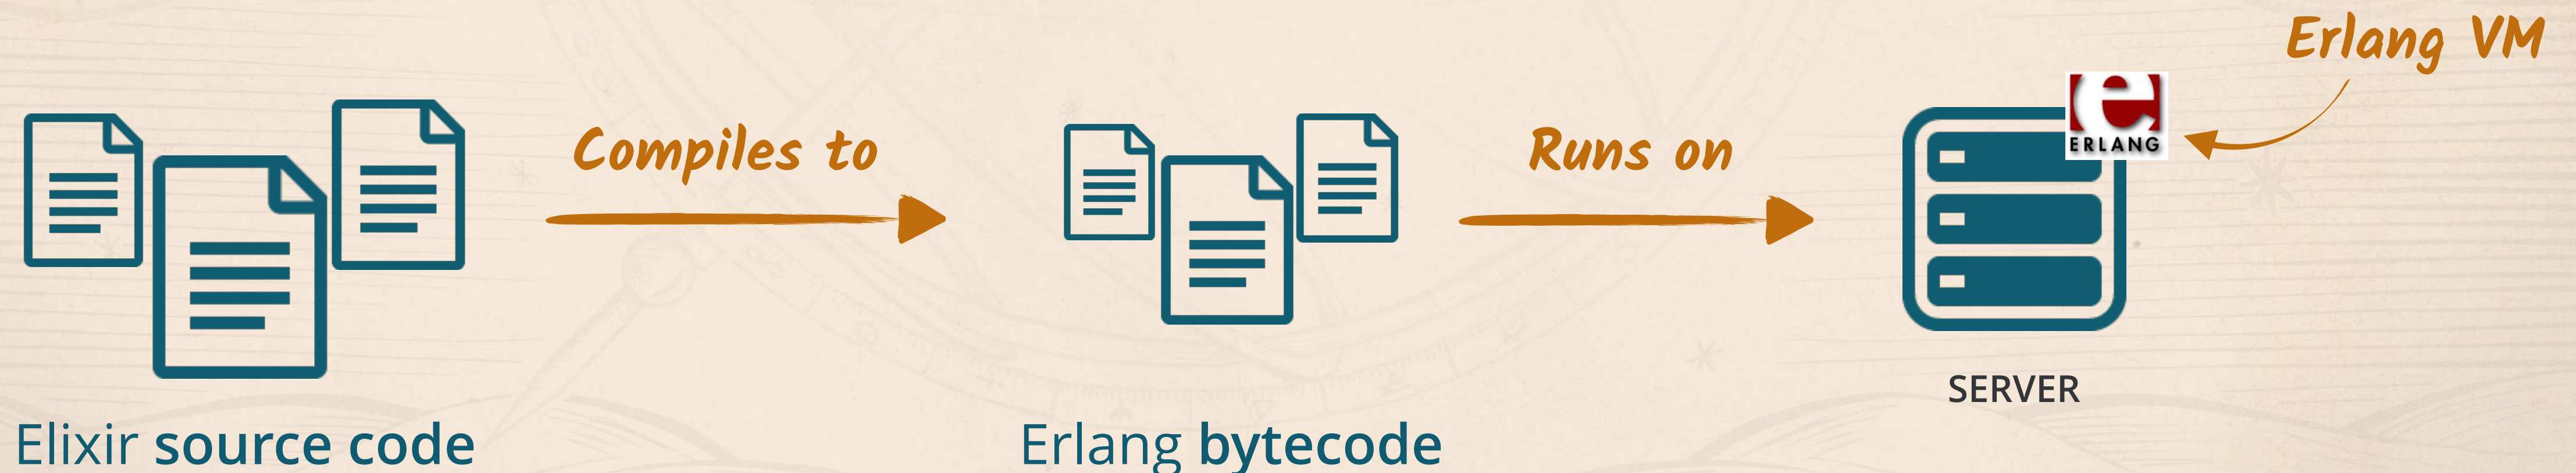 Erlang VM
Compiles to
Runs on
e
ERLANG
SERVER
Elixir source code
Erlang bytecode